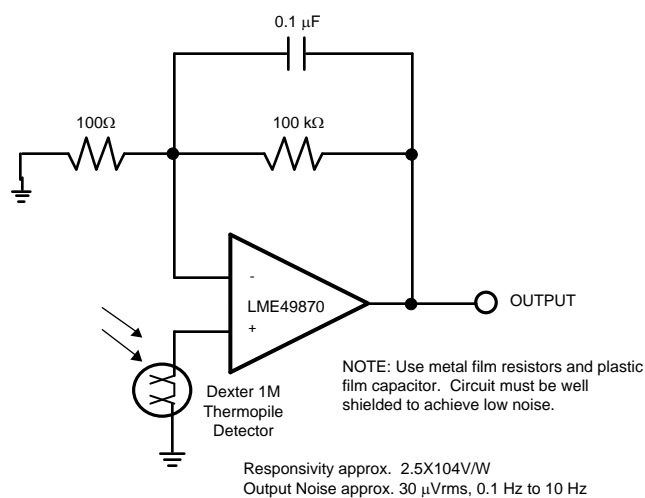 0.1 μF
100Ω
100 kΩ
-
LME49870
+
OUTPUT
NOTE: Use metal film resistors and plastic
film capacitor. Circuit must be well
shielded to achieve low noise.
Dexter 1M
Thermopile
Detector
Responsivity approx. 2.5X104V/W
Output Noise approx. 30 μVrms, 0.1 Hz to 10 Hz